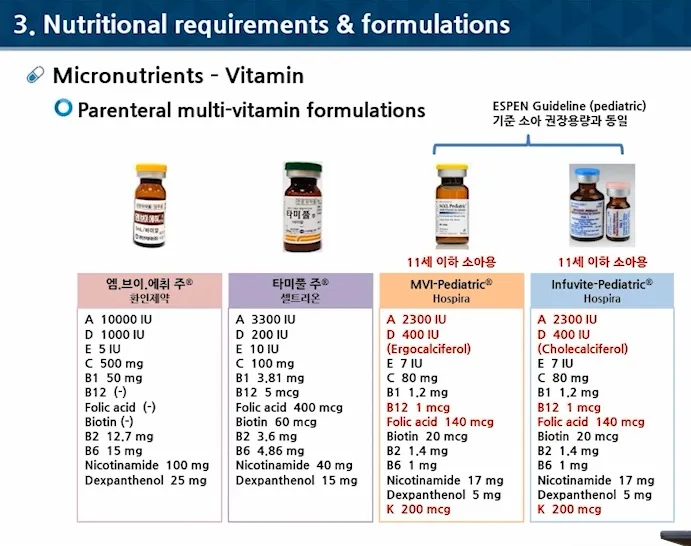 3. Nutritional requirements & formulations
Micronutrients - Vitamin
Parenteral multi-vitamin formulations
ESPEN Guideline (pediatric)
기준 소아 권장용량과 동일
타미풀
M.V.I. Pediatric
11세 이하 소아용
11세 이하 소아용
엠.브이.에취 주®
환인제약
A 10000 IU
D 1000 IU
E 5 IU
C 500 mg
B1 50 mg
B12 (-)
Folic acid (-)
Biotin (-)
B2 12.7 mg
B6 15 mg
Nicotinamide 100 mg
Dexpanthenol 25 mg
타미풀 주®
셀트리온
A 3300 IU
D 200 IU
E 10 IU
C 100 mg
B1 3.81 mg
B12 5 mcg
Folic acid 400 mcg
Biotin 60 mcg
B2 3.6 mg
B6 4.86 mg
Nicotinamide 40 mg
Dexpanthenol 15 mg
MVI-Pediatric®
Hospira
A 2300 IU
D 400 IU
(Ergocalciferol)
E 7 IU
C 80 mg
B1 1.2 mg
B12 1 mcg
Folic acid 140 mcg
Biotin 20 mcg
B2 1.4 mg
B6 1 mg
Nicotinamide 17 mg
Dexpanthenol 5 mg
K 200 mcg
Infuvite-Pediatric®
Hospira
A 2300 IU
D 400 IU
(Cholecalciferol)
E 7 IU
C 80 mg
B1 1.2 mg
B12 1 mcg
Folic acid 140 mcg
Biotin 20 mcg
B2 1.4 mg
B6 1 mg
Nicotinamide 17 mg
Dexpanthenol 5 mg
K 200 mcg